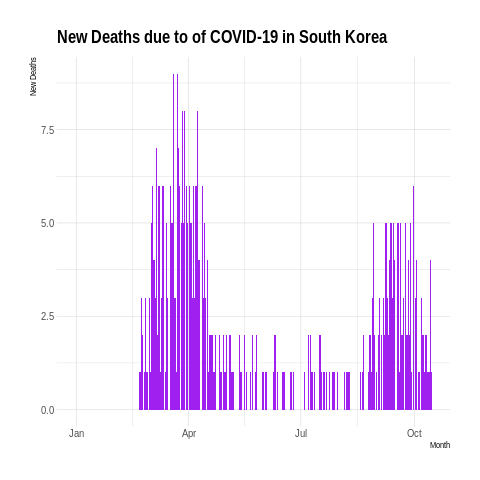 New Deaths due to of COVID-19 in South Korea
New Deaths
7.5
5.0
2.5
0.0
Jan Apr Jul Oct
Month